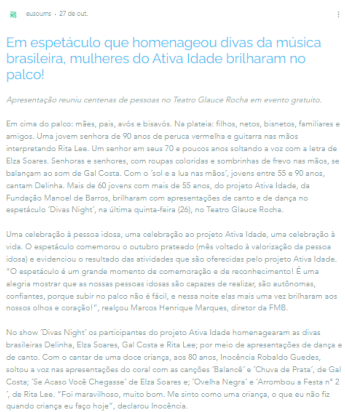 eusoums · 27 de out.
Em espetáculo que homenageou divas da música
brasileira, mulheres do Ativa Idade brilharam no
palco!
Apresentação reuniu centenas de pessoas no Teatro Glauce Rocha em evento gratuito.
Em cima do palco: mães, pais, avós e bisavós. Na plateia: filhos, netos, bisnetos, familiares e
amigos. Uma jovem senhora de 90 anos de peruca vermelha e guitarra nas mãos
interpretando Rita Lee. Um senhor em seus 70 e poucos anos soltando a voz com a letra de
Elza Soares. Senhoras e senhores, com roupas coloridas e sombrinhas de frevo nas mãos, se
balançam ao som de Gal Costa. Com o 'sol e a lua nas mãos', jovens entre 55 e 90 anos,
cantam Delinha. Mais de 60 jovens com mais de 55 anos, do projeto Ativa Idade, da
Fundação Manoel de Barros, brilharam com apresentações de canto e de dança no
espetáculo 'Divas Night', na última quinta-feira (26), no Teatro Glauce Rocha.
Uma celebração à pessoa idosa, uma celebração ao projeto Ativa Idade, uma celebração à
vida. O espetáculo comemorou o outubro prateado (mês voltado à valorização da pessoa
idosa) e evidenciou o resultado das atividades que são oferecidas pelo projeto Ativa Idade.
"O espetáculo é um grande momento de comemoração e de reconhecimento! É uma
alegria mostrar que as nossas pessoas idosas são capazes de realizar, são autônomas,
confiantes, porque subir no palco não é fácil, e nessa noite elas mais uma vez brilharam aos
nossos olhos e coração!", realçou Marcos Henrique Marques, diretor da FMB.
No show 'Divas Night' os participantes do projeto Ativa Idade homenagearam as divas
brasileiras Delinha, Elza Soares, Gal Costa e Rita Lee; por meio de apresentações de dança e
de canto. Com o cantar de uma doce criança, aos 80 anos, Inocência Robaldo Guedes,
soltou a voz nas apresentações do coral com as canções 'Balancê' e 'Chuva de Prata', de Gal
Costa; 'Se Acaso Você Chegasse' de Elza Soares e; 'Ovelha Negra' e 'Arrombou a Festa n° 2
', de Rita Lee. "Foi maravilhoso, muito bom. Me sinto como uma criança, o que eu não fiz
quando criança eu faço hoje", declarou Inocência.